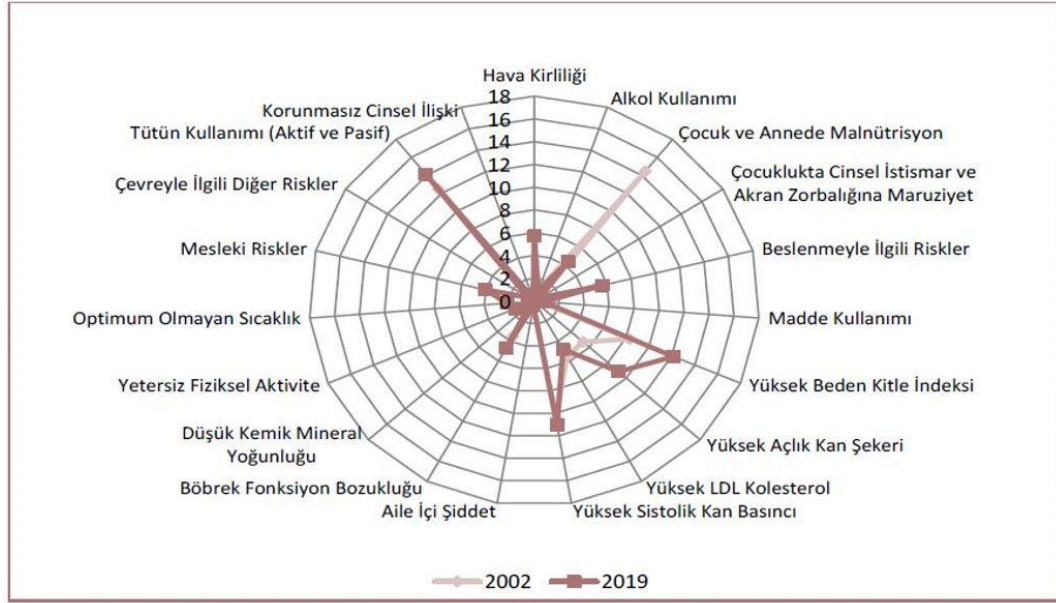 Hava Kirliliği
Alkol Kullanımı
Çocuk ve Annede Malnütrisyon
Çocuklukta Cinsel İstismar ve
Akran Zorbalığına Maruziyet
Beslenmeyle İlgili Riskler
Madde Kullanımı
Yüksek Beden Kitle İndeksi
Yüksek Açlık Kan Şekeri
Yüksek LDL Kolesterol
Yüksek Sistolik Kan Basıncı
Aile İçi Şiddet
Böbrek Fonksiyon Bozukluğu
Düşük Kemik Mineral
Yoğunluğu
Yetersiz Fiziksel Aktivite
Optimum Olmayan Sıcaklık
Mesleki Riskler
Çevreyle İlgili Diğer Riskler
Tütün Kullanımı (Aktif ve Pasif)
Korunmasız Cinsel İlişki
18
16
14
12
10
8
6
4
2
0
2002 2019